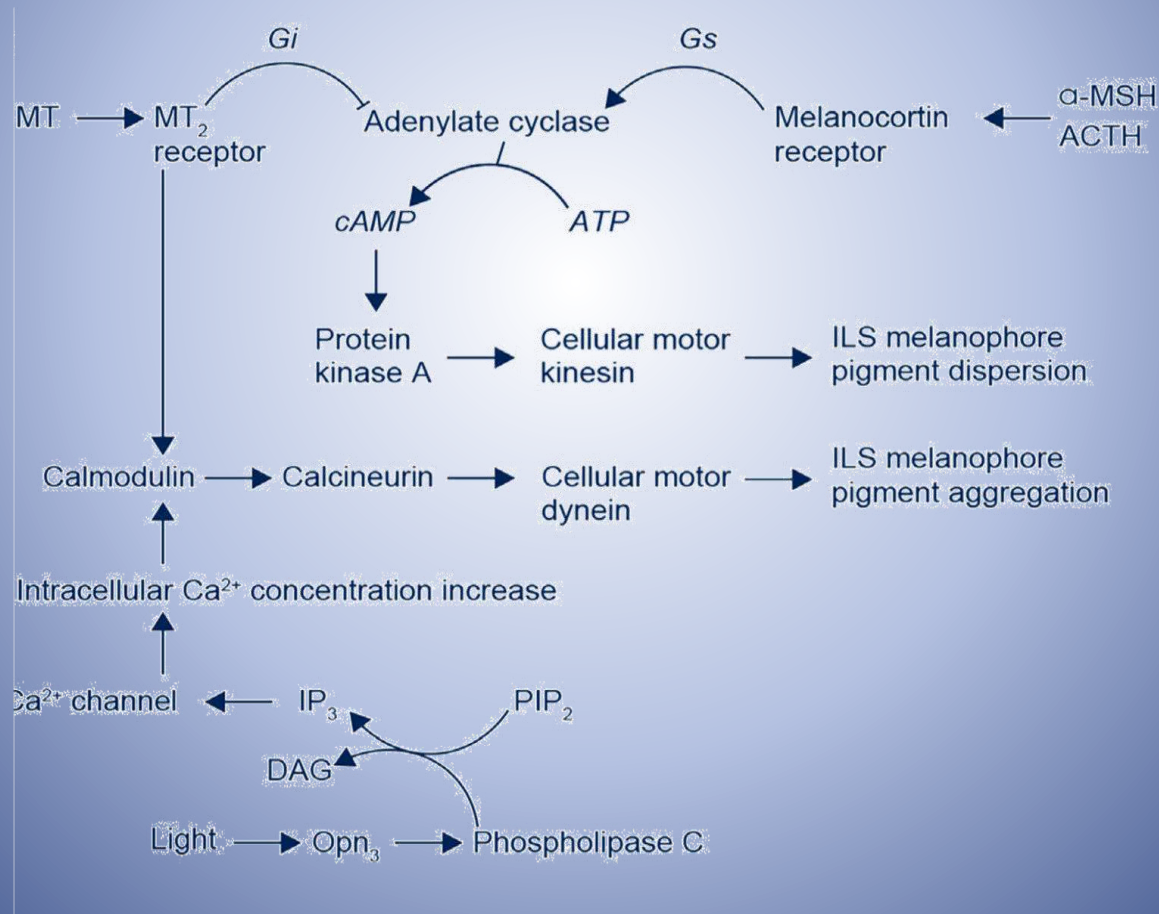 Gi
Gs
MT
MT₂
receptor
Adenylate cyclase
Melanocortin
receptor
α-MSH
ACTH
cAMP
ATP
Protein
kinase A
Cellular motor
kinesin
ILS melanophore
pigment dispersion
Calmodulin
Calcineurin
Cellular motor
dynein
ILS melanophore
pigment aggregation
Intracellular Ca²⁺ concentration increase
Ca²⁺ channel
IP₃
PIP₂
DAG
Light
Opn₃
Phospholipase C